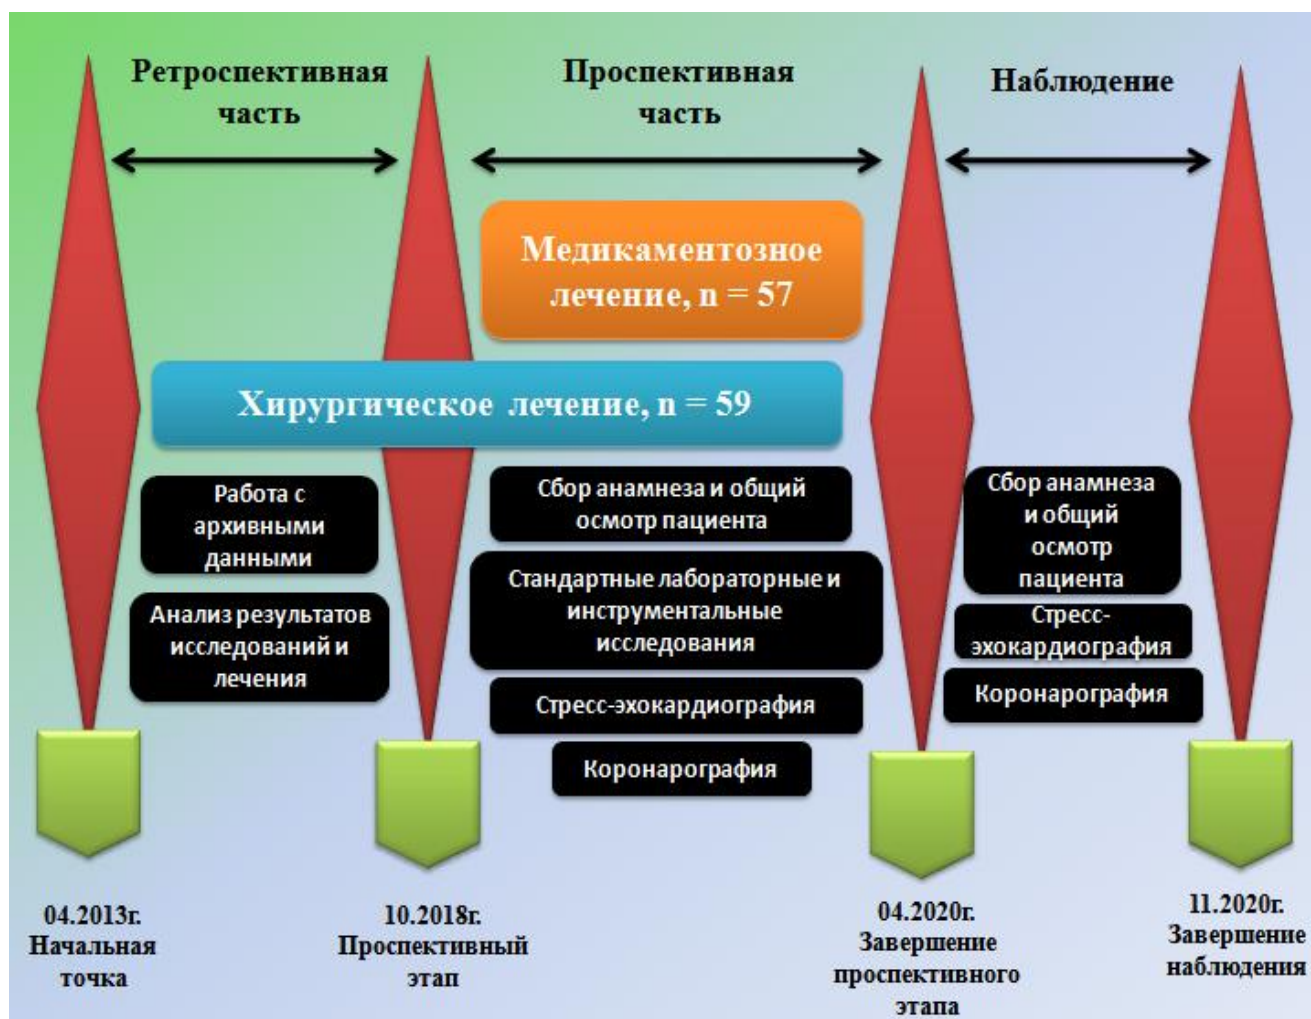 Ретроспективная
часть
Проспективная
часть
Наблюдение
Медикаментозное
лечение, n = 57
Хирургическое лечение, n = 59
Работа с
архивными
данными
Анализ результатов
исследований и
лечения
Сбор анамнеза и общий
осмотр пациента
Стандартные лабораторные и
инструментальные
исследования
Стресс-эхокардиография
Коронарография
Сбор анамнеза
и общий
осмотр
пациента
Стресс-
эхокардиография
Коронарография
04.2013г.
Начальная
точка
10.2018г.
Проспективный
этап
04.2020г.
Завершение
проспективного
этапа
11.2020г.
Завершение
наблюдения